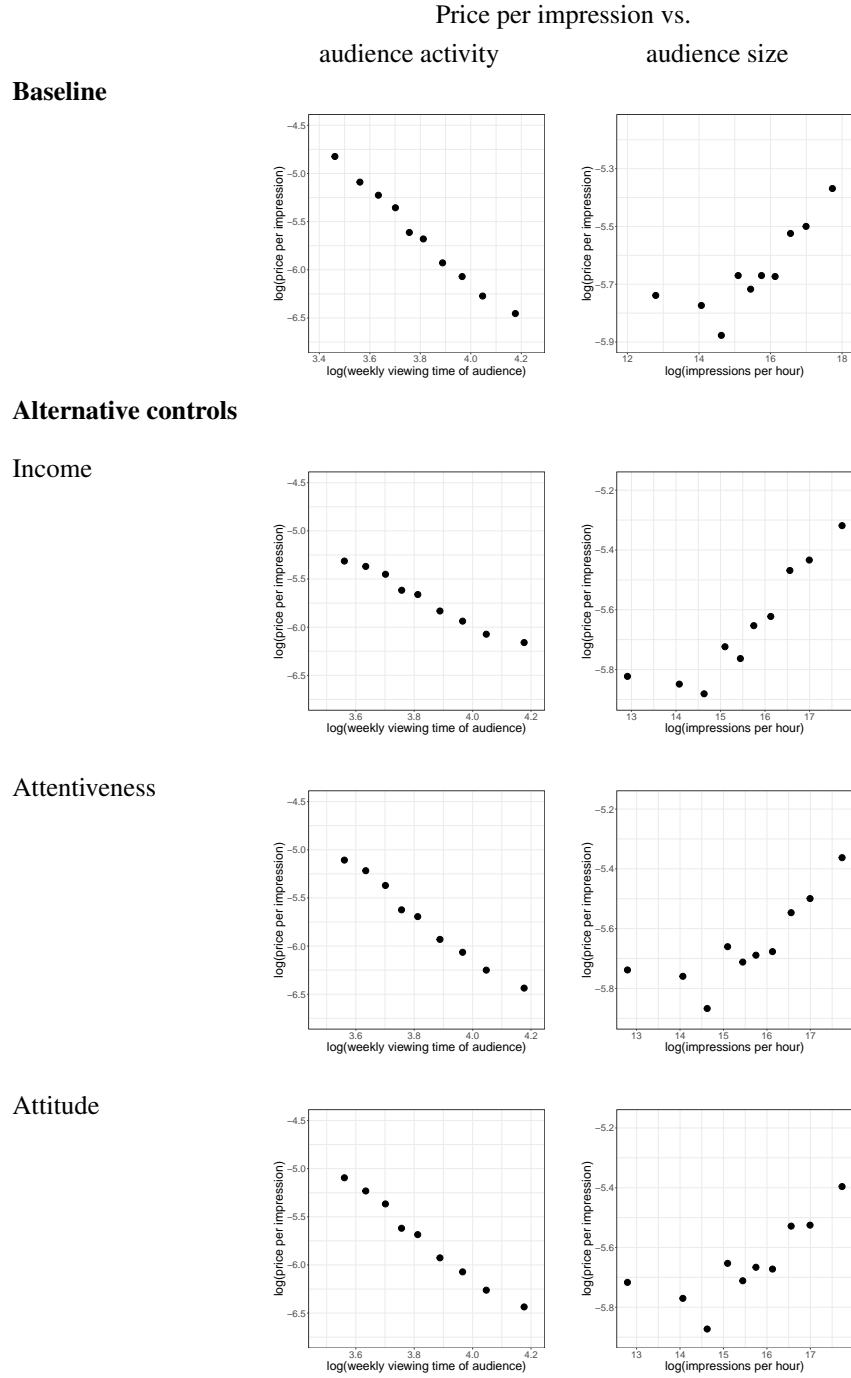 Price per impression vs.
audience activity audience size
Baseline
−4.5
−5.0
−5.5
−6.0
−6.5
log(price per impression)
3.4 3.6 3.8 4.0 4.2
log(weekly viewing time of audience)
−5.3
−5.5
−5.7
−5.9
log(price per impression)
12 14 16 18
log(impressions per hour)
Alternative controls
Income
−4.5
−5.0
−5.5
−6.0
−6.5
log(price per impression)
3.6 3.8 4.0 4.2
log(weekly viewing time of audience)
−5.2
−5.4
−5.6
−5.8
log(price per impression)
13 14 15 16 17
log(impressions per hour)
Attentiveness
−4.5
−5.0
−5.5
−6.0
−6.5
log(price per impression)
3.6 3.8 4.0 4.2
log(weekly viewing time of audience)
−5.2
−5.4
−5.6
−5.8
log(price per impression)
13 14 15 16 17
log(impressions per hour)
Attitude
−4.5
−5.0
−5.5
−6.0
−6.5
log(price per impression)
3.6 3.8 4.0 4.2
log(weekly viewing time of audience)
−5.2
−5.4
−5.6
−5.8
log(price per impression)
13 14 15 16 17
log(impressions per hour)